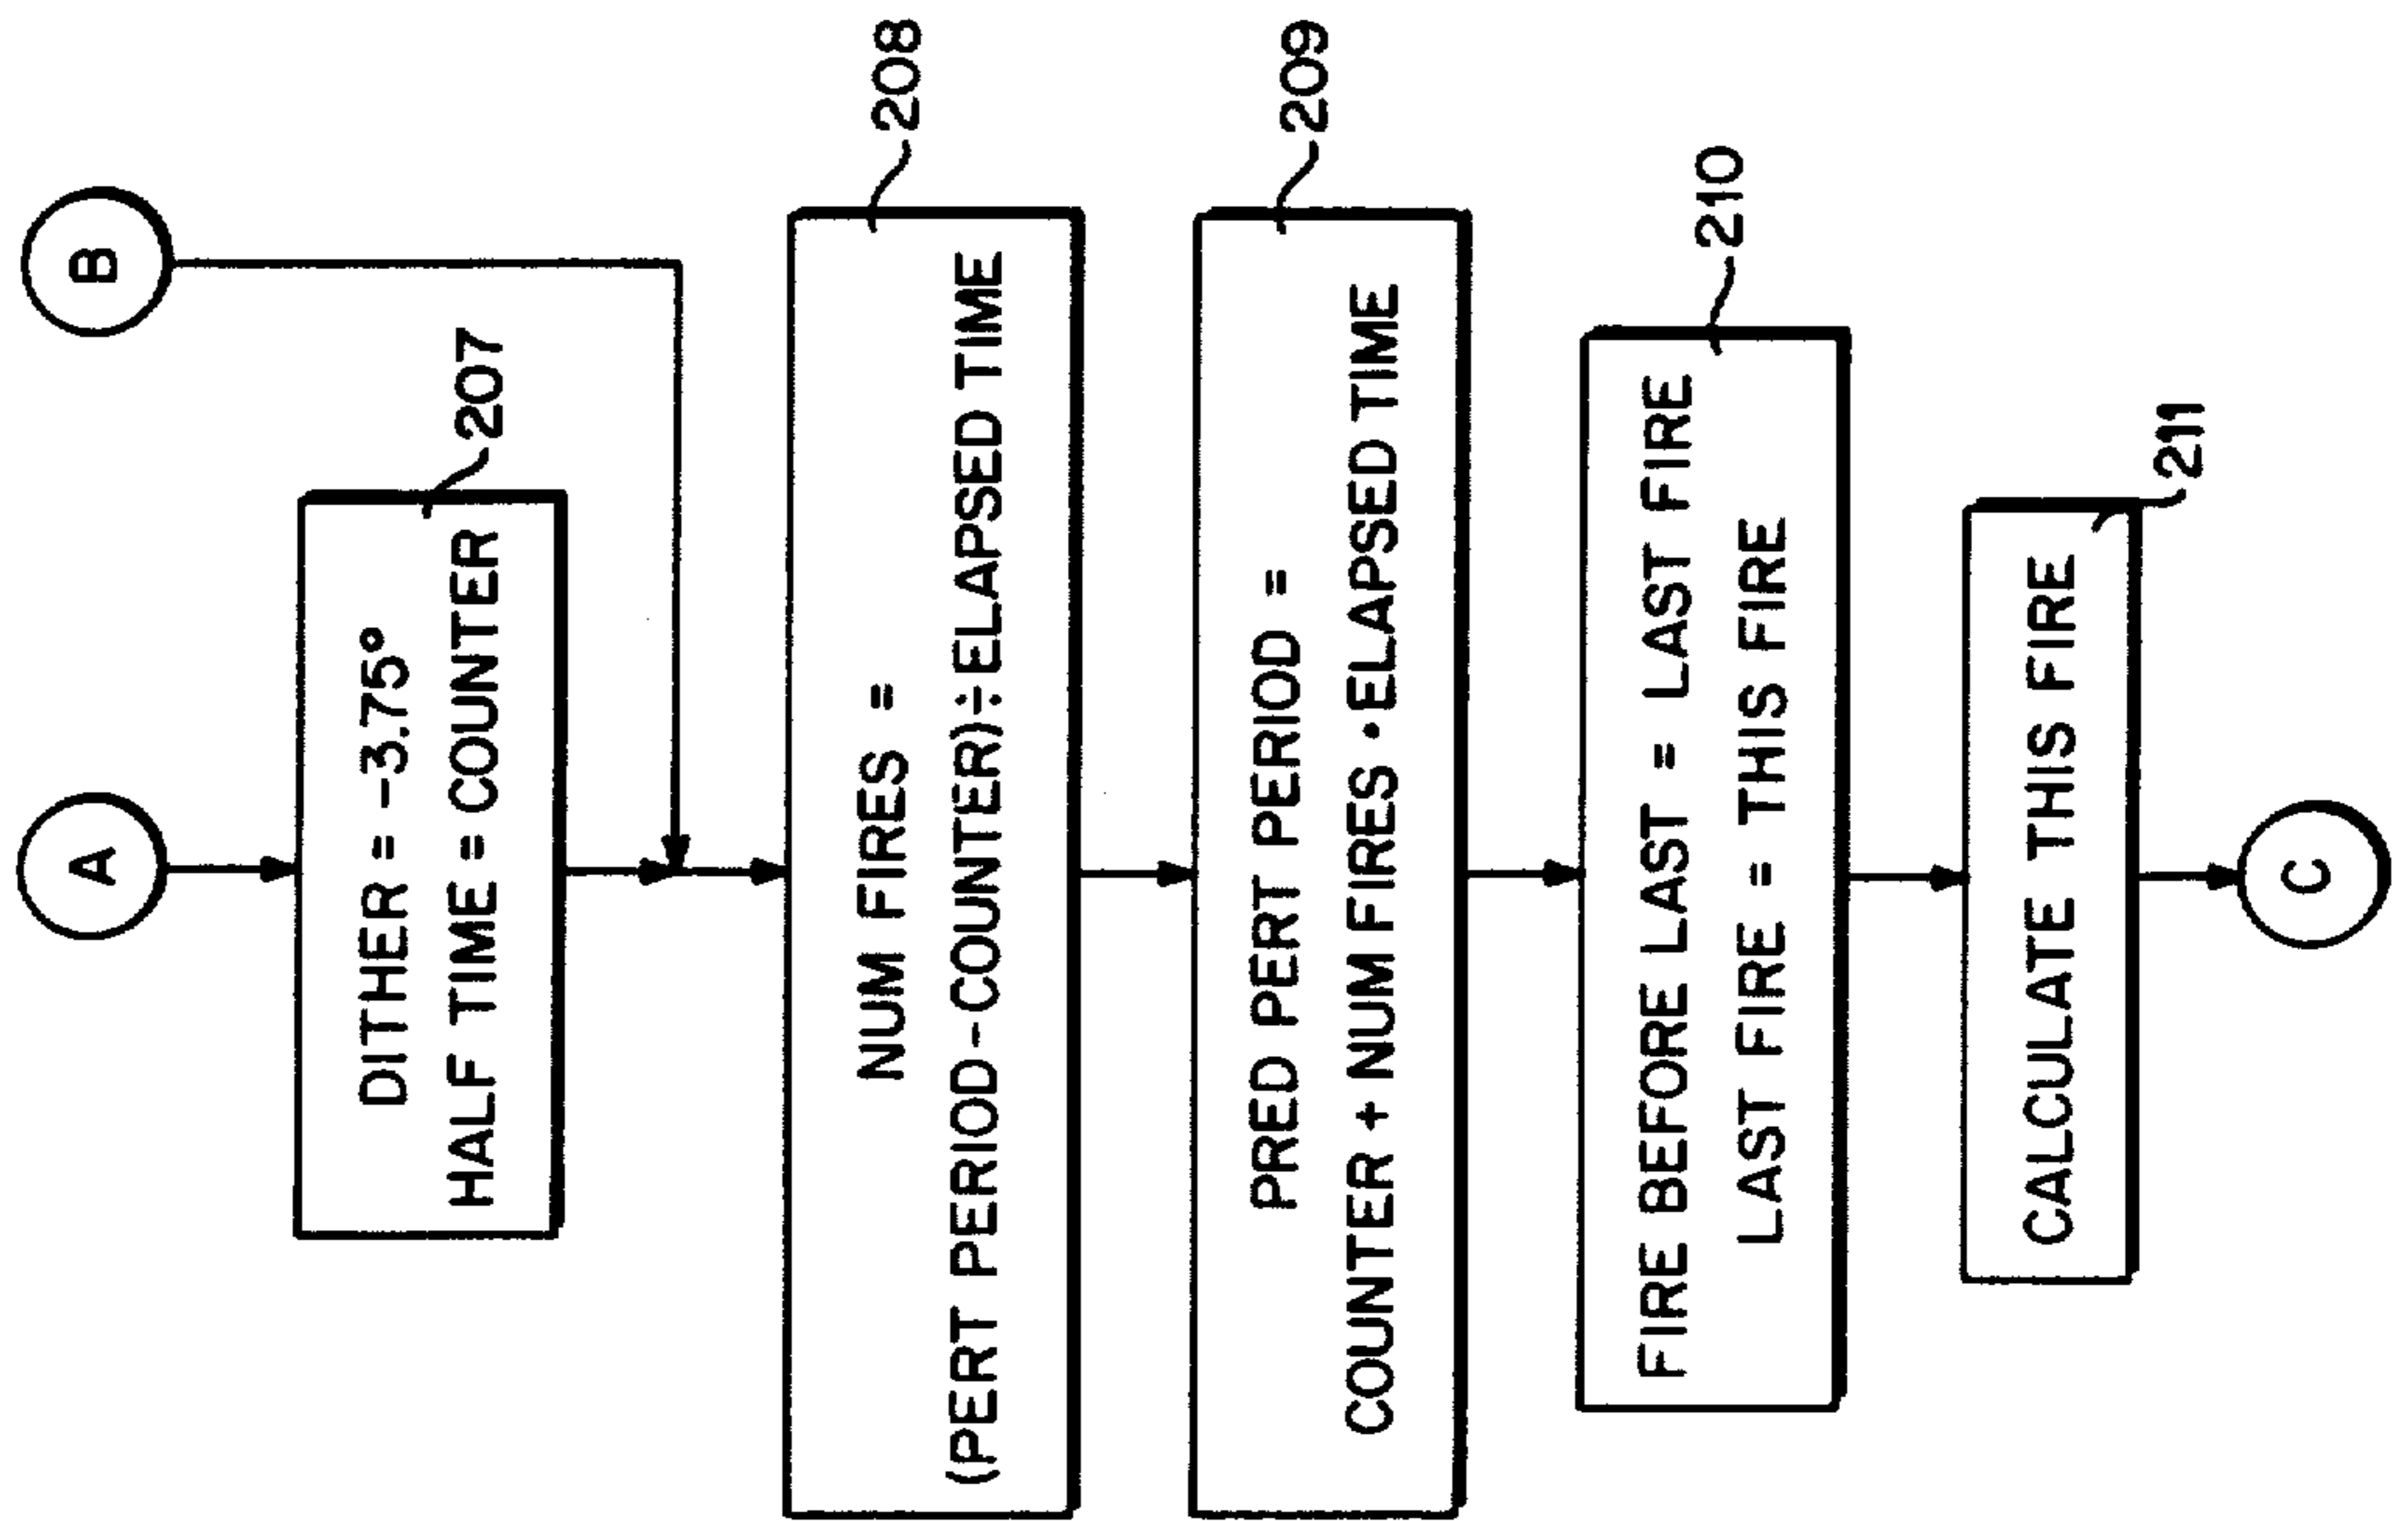 A
B
DITHER = -3.75°
HALF TIME = COUNTER
207
NUM FIRES =
(PERT PERIOD-COUNTER)÷ELAPSED TIME
208
PRED PERT PERIOD =
COUNTER + NUM FIRES • ELAPSED TIME
209
FIRE BEFORE LAST = LAST FIRE
LAST FIRE = THIS FIRE
210
CALCULATE THIS FIRE
211
C